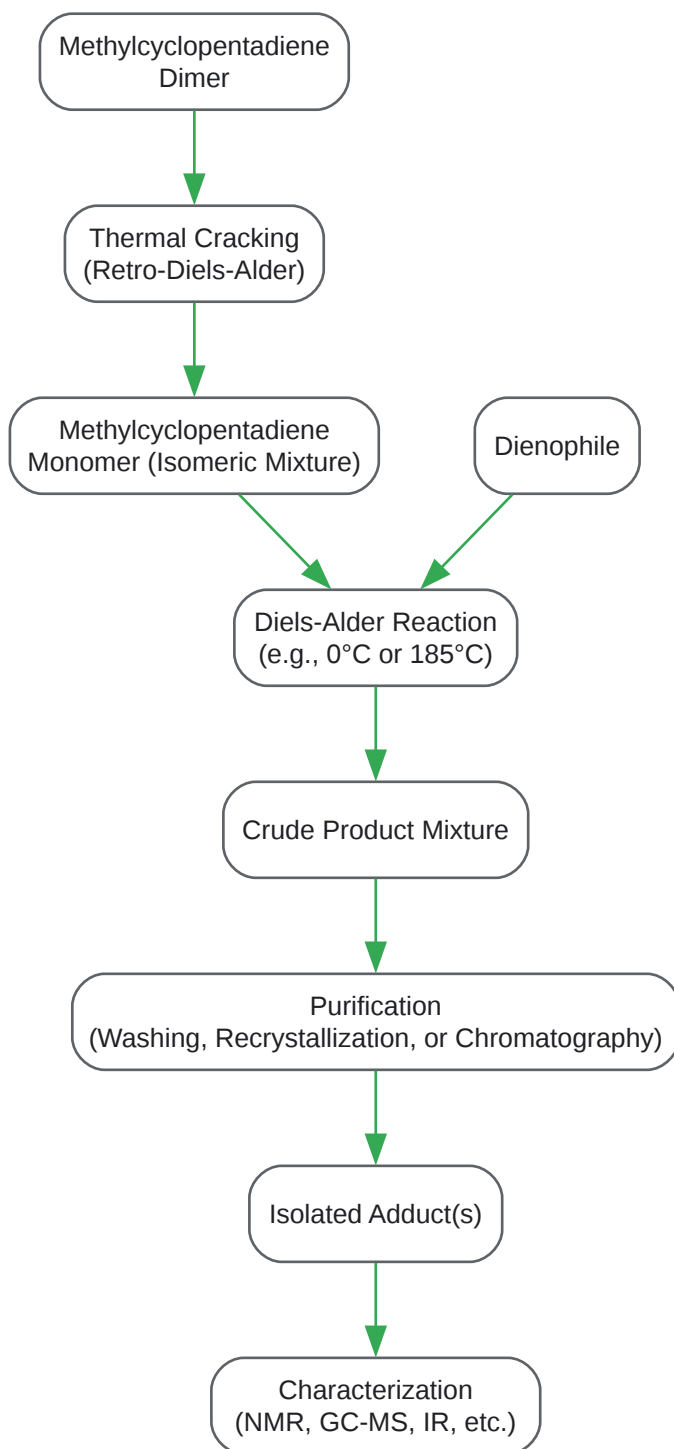 Methylcyclopentadiene
Dimer
Thermal Cracking
(Retro-Diels-Alder)
Methylcyclopentadiene
Monomer (Isomeric Mixture)
Dienophile
Diels-Alder Reaction
(e.g., 0°C or 185°C)
Crude Product Mixture
Purification
(Washing, Recrystallization, or Chromatography)
Isolated Adduct(s)
Characterization
(NMR, GC-MS, IR, etc.)